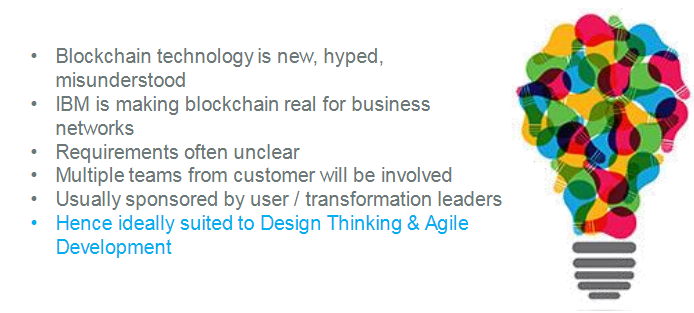 • Blockchain technology is new, hyped,
misunderstood
• IBM is making blockchain real for business
networks
• Requirements often unclear
• Multiple teams from customer will be involved
• Usually sponsored by user / transformation leaders
• Hence ideally suited to Design Thinking & Agile
Development